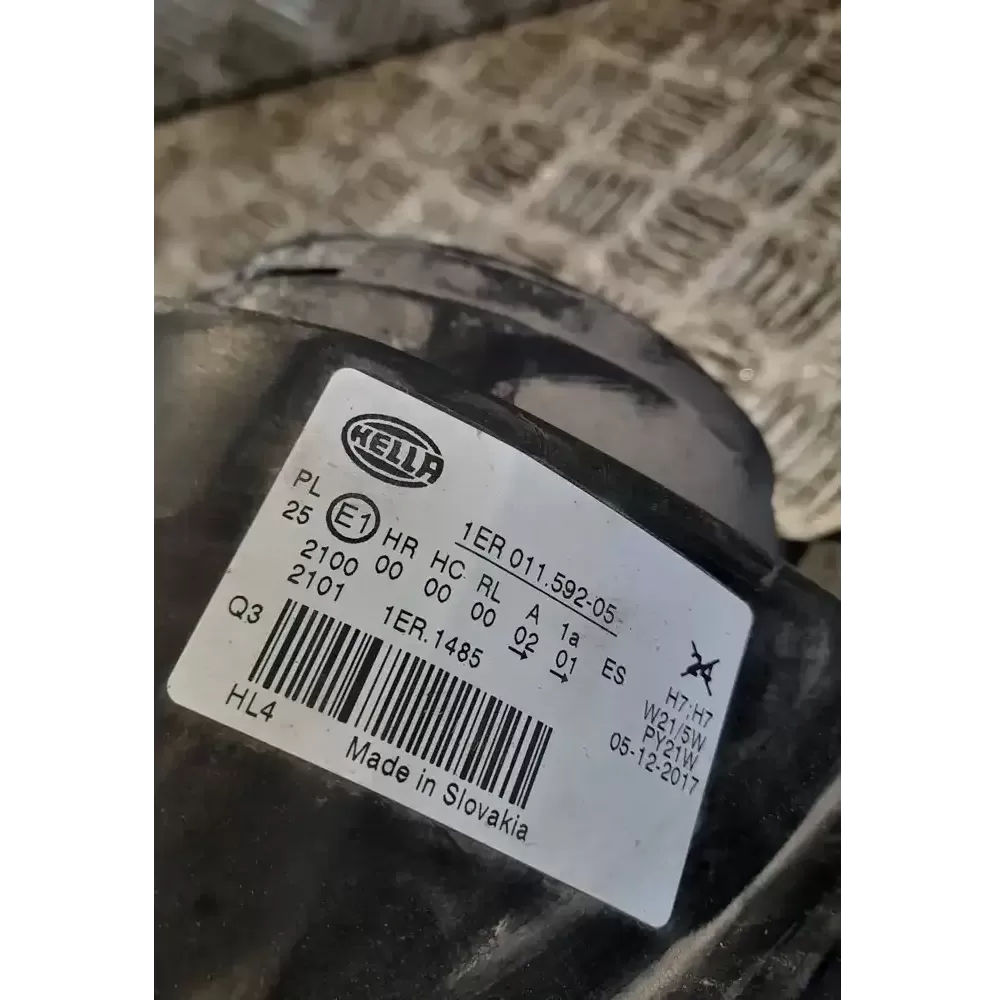 HELLA
1ER 011.592-05
PL E1 HR HC RL A 1a ES
25 2100 00 00 00 02 01
2101 1ER.1485
Q3
HL4
Made in Slovakia
24
H7;H7
W21/5W
PY21W
05-12-2017